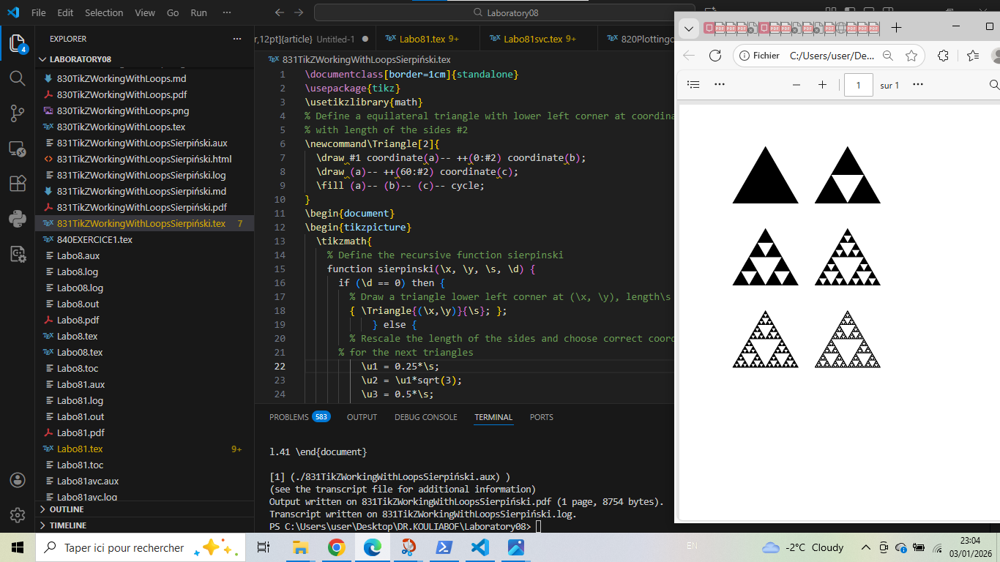 File Edit Selection View Go Run ···
Laboratory08
EXPLORER ···
LABORATORY08
830TikZWorkingWithLoops.md
830TikZWorkingWithLoops.pdf
830TikZWorkingWithLoops.png
830TikZWorkingWithLoops.tex
831TikZWorkingWithLoopsSierpiński.aux
831TikZWorkingWithLoopsSierpiński.html
831TikZWorkingWithLoopsSierpiński.log
831TikZWorkingWithLoopsSierpiński.md
831TikZWorkingWithLoopsSierpiński.pdf
831TikZWorkingWithLoopsSierpiński.tex 7
840EXERCICE1.tex
Labo8.aux
Labo8.log
Labo08.log
Labo8.out
Labo8.pdf
Labo8.tex
Labo08.tex
Labo8.toc
Labo81.aux
Labo81.log
Labo81.out
Labo81.pdf
Labo81.tex 9+
Labo81.toc
Labo81avc.aux
Labo81avc.log
OUTLINE
TIMELINE
4
r,12pt]{article} Untitled-1 Labo81.tex 9+ Labo81svc.tex 9+ 820Plottingc
831TikZWorkingWithLoopsSierpiński.tex
1 \documentclass[border=1cm]{standalone}
2 \usepackage{tikz}
3 \usetikzlibrary{math}
4 % Define a equilateral triangle with lower left corner at coordina
5 % with length of the sides #2
6 \newcommand\Triangle[2]{
7 \draw #1 coordinate(a)-- ++(0:#2) coordinate(b);
8 \draw (a)-- ++(60:#2) coordinate(c);
9 \fill (a)-- (b)-- (c)-- cycle;
10 }
11 \begin{document}
12 \begin{tikzpicture}
13 \tikzmath{
14 % Define the recursive function sierpinski
15 function sierpinski(\x, \y, \s, \d) {
16 if (\d == 0) then {
17 % Draw a triangle lower left corner at (\x, \y), length\s
18 { \Triangle{(\x,\y)}{\s}; };
19 } else {
20 % Rescale the length of the sides and choose correct coord
21 % for the next triangles
22 \u1 = 0.25*\s;
23 \u2 = \u1*sqrt(3);
24 \u3 = 0.5*\s;
PROBLEMS 583 OUTPUT DEBUG CONSOLE TERMINAL PORTS
l.41 \end{document}
[1] (./831TikZWorkingWithLoopsSierpiński.aux) )
(see the transcript file for additional information)
Output written on 831TikZWorkingWithLoopsSierpiński.pdf (1 page, 8754 bytes).
Transcript written on 831TikZWorkingWithLoopsSierpiński.log.
PS C:\Users\user\Desktop\DR.KOULIABOF\Laboratory08>
Fichier C:/Users/user/De...
1 sur 1
Taper ici pour rechercher
EN
-2°C Cloudy
23:04
03/01/2026